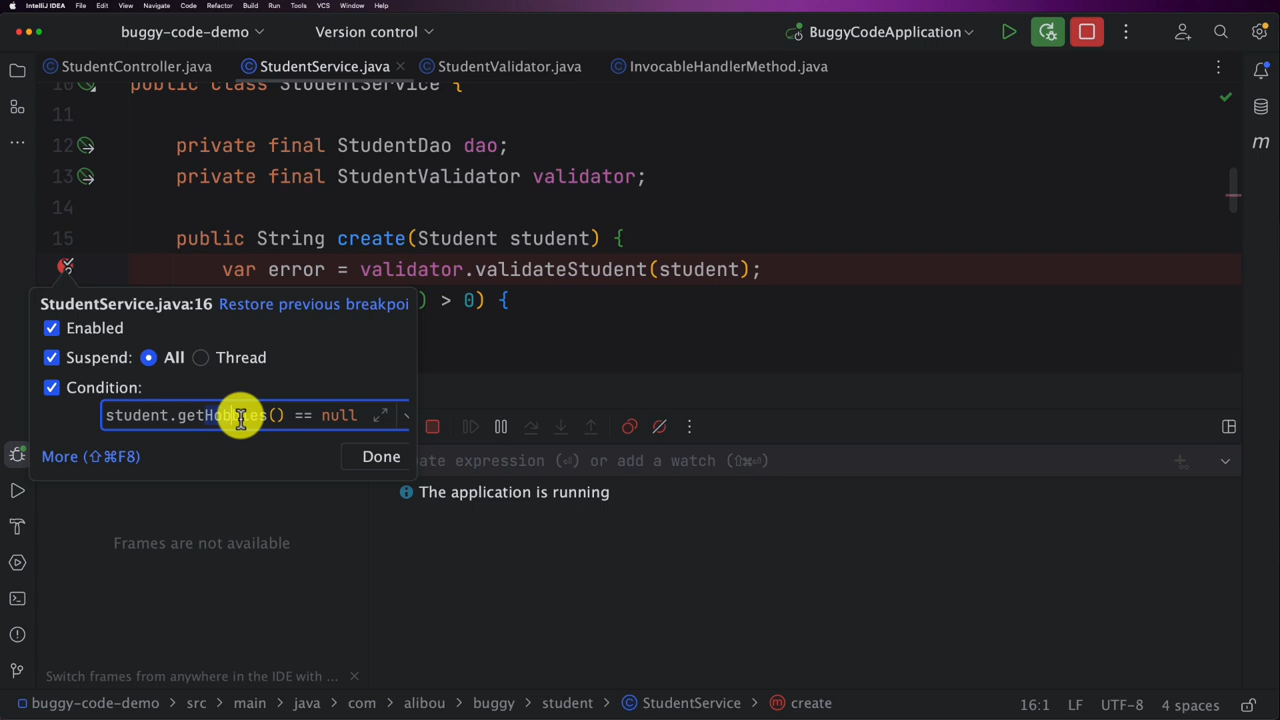 IntelliJ IDEA File Edit View Navigate Code Refactor Build Run Tools VCS Window Help
buggy-code-demo Version control BuggyCodeApplication
StudentController.java StudentService.java StudentValidator.java InvocableHandlerMethod.java
10 public class StudentService {
11
12 private final StudentDao dao;
13 private final StudentValidator validator;
14
15 public String create(Student student) {
var error = validator.validateStudent(student);
) > 0) {
StudentService.java:16 Restore previous breakpoi
Enabled
Suspend: All Thread
Condition:
student.getHobbies() == null
More (⇧⌘F8) Done
ate expression (⏎) or add a watch (⇧⌘⏎)
The application is running
Frames are not available
Switch frames from anywhere in the IDE with ...
buggy-code-demo > src > main > java > com > alibou > buggy > student > StudentService > create 16:1 LF UTF-8 4 spaces